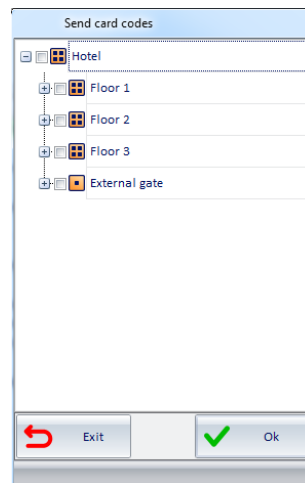 Send card codes
Hotel
Floor 1
Floor 2
Floor 3
External gate
Exit
Ok